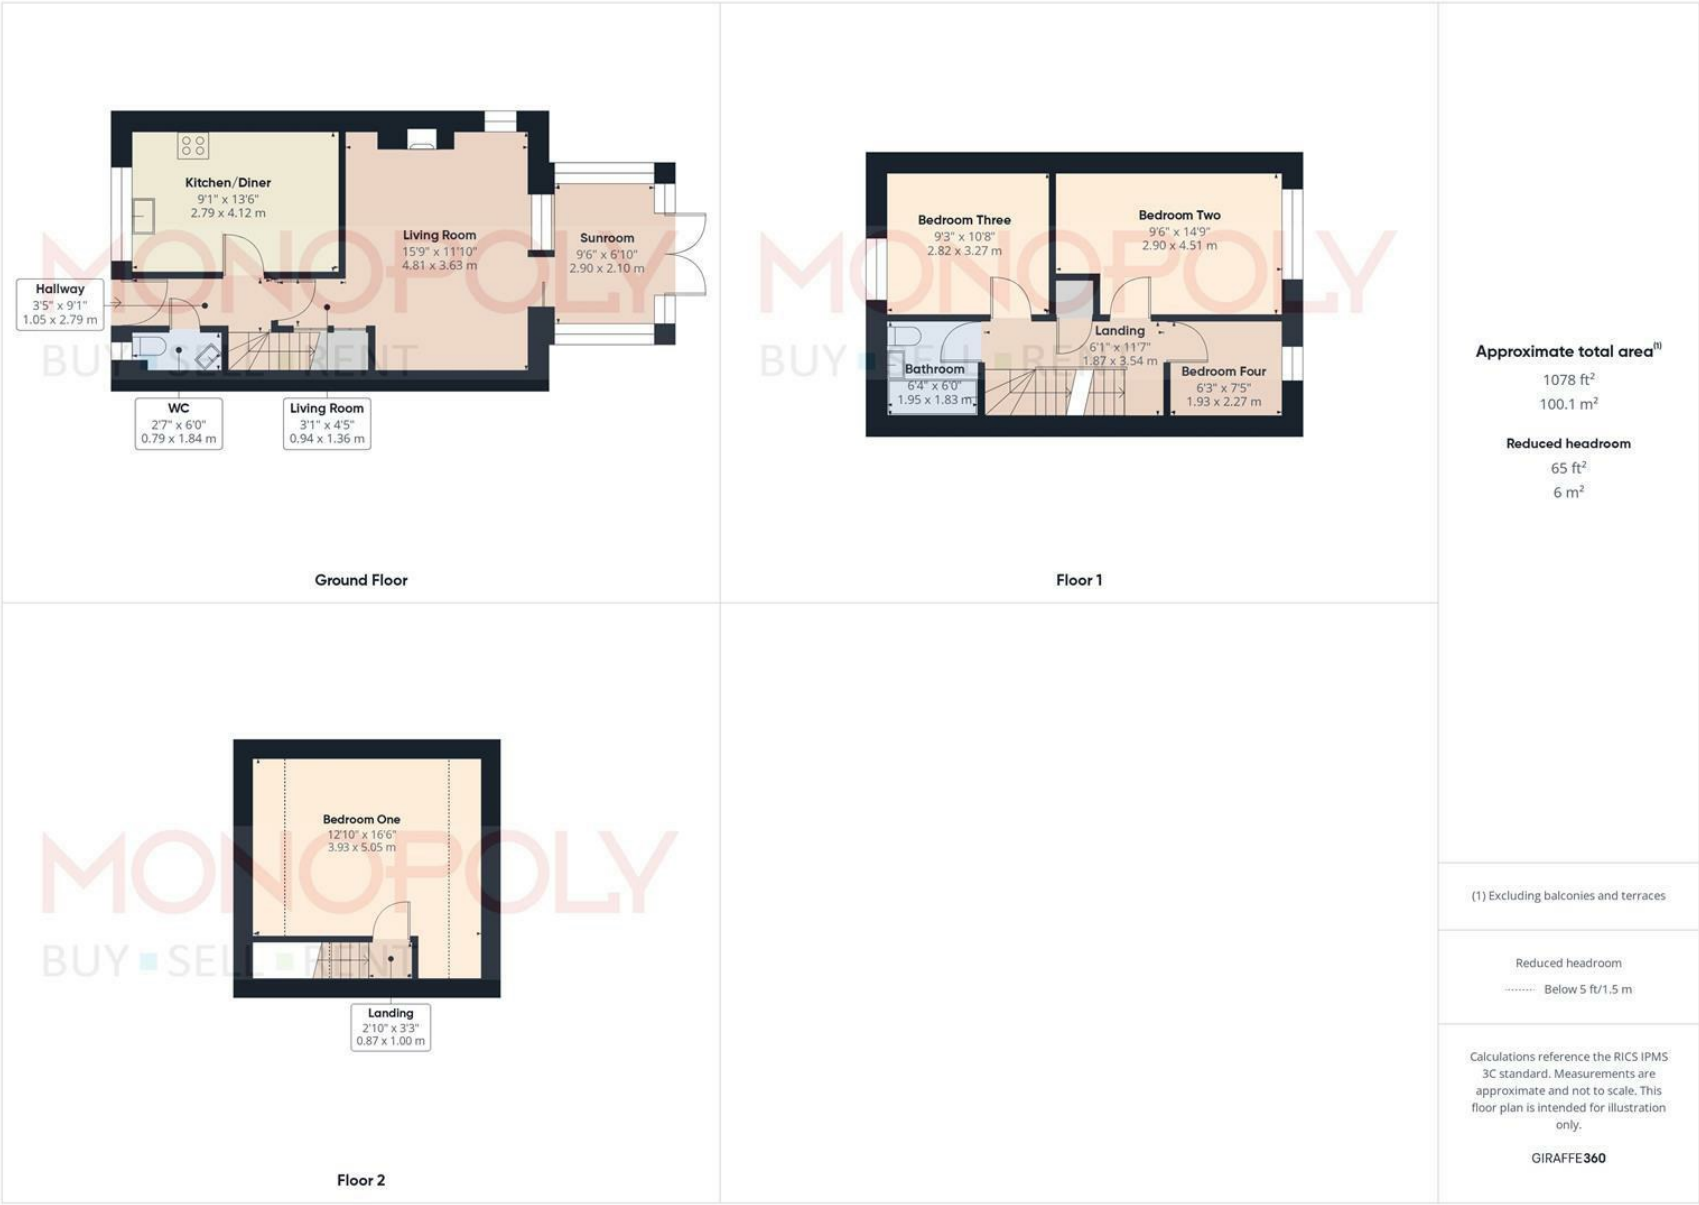 Kitchen/Diner
9'1" x 13'6"
2.79 x 4.12 m
Living Room
15'9" x 11'10"
4.81 x 3.63 m
Sunroom
9'6" x 6'10"
2.90 x 2.10 m
Hallway
3'5" x 9'1"
1.05 x 2.79 m
WC
2'7" x 6'0"
0.79 x 1.84 m
Living Room
3'1" x 4'5"
0.94 x 1.36 m
MONOPOLY
BUY SELL RENT
Ground Floor
Bedroom Three
9'3" x 10'8"
2.82 x 3.27 m
Bedroom Two
9'6" x 14'9"
2.90 x 4.51 m
Landing
6'1" x 11'7"
1.87 x 3.54 m
Bathroom
6'4" x 6'0"
1.95 x 1.83 m
Bedroom Four
6'3" x 7'5"
1.93 x 2.27 m
MONOPOLY
BUY SELL RENT
Floor 1
Bedroom One
12'10" x 16'6"
3.93 x 5.05 m
MONOPOLY
BUY SELL RENT
Landing
2'10" x 3'3"
0.87 x 1.00 m
Floor 2
Approximate total area(1)
1078 ft²
100.1 m²
Reduced headroom
65 ft²
6 m²
(1) Excluding balconies and terraces
Reduced headroom
Below 5 ft/1.5 m
Calculations reference the RICS IPMS
3C standard. Measurements are
approximate and not to scale. This
floor plan is intended for illustration
only.
GIRAFFE360